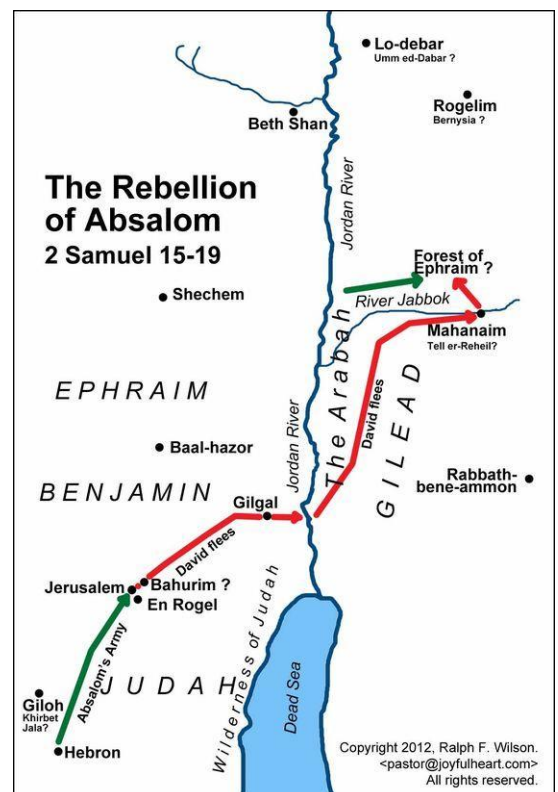 Lo-debar
Umm ed-Dabar ?
Rogelim
Bernysia ?
Beth Shan
The Rebellion
of Absalom
2 Samuel 15-19
Jordan River
Forest of
Ephraim ?
River Jabbok
Shechem
Mahanaim
Tell er-Reheil?
The Arabah
EPHRAIM
David flees
GILEAD
Baal-hazor
Jordan River
Rabbath-
bene-ammon
BENJAMIN
Gilgal
David flees
Jerusalem
Bahurim ?
En Rogel
Absalom's Army
JUDAH
Wilderness of Judah
Dead Sea
Giloh
Khirbet
Jala?
Hebron
Copyright 2012, Ralph F. Wilson.
<pastor@joyfulheart.com>
All rights reserved.